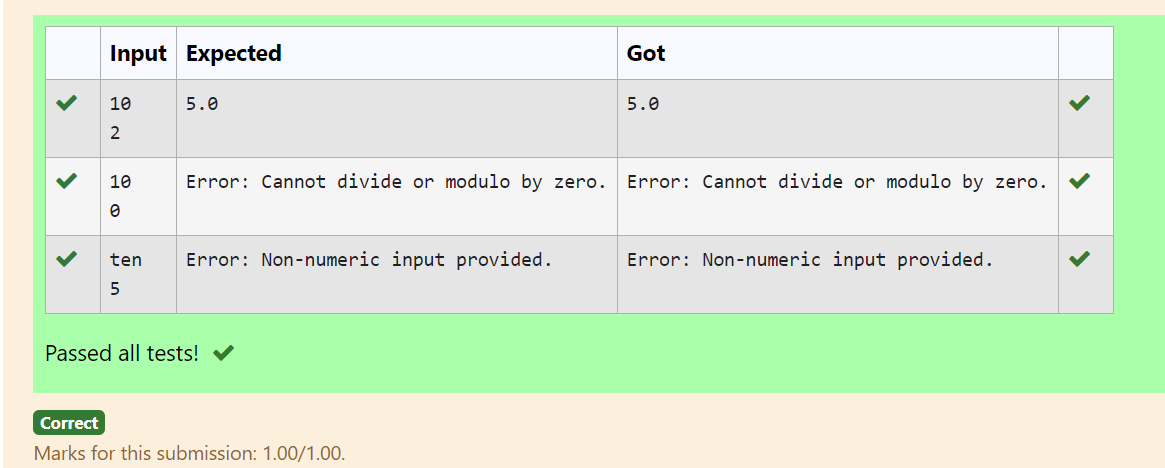 Input Expected Got
10 5.0 5.0
2
10 Error: Cannot divide or modulo by zero. Error: Cannot divide or modulo by zero.
0
ten Error: Non-numeric input provided. Error: Non-numeric input provided.
5
Passed all tests!
Correct
Marks for this submission: 1.00/1.00.